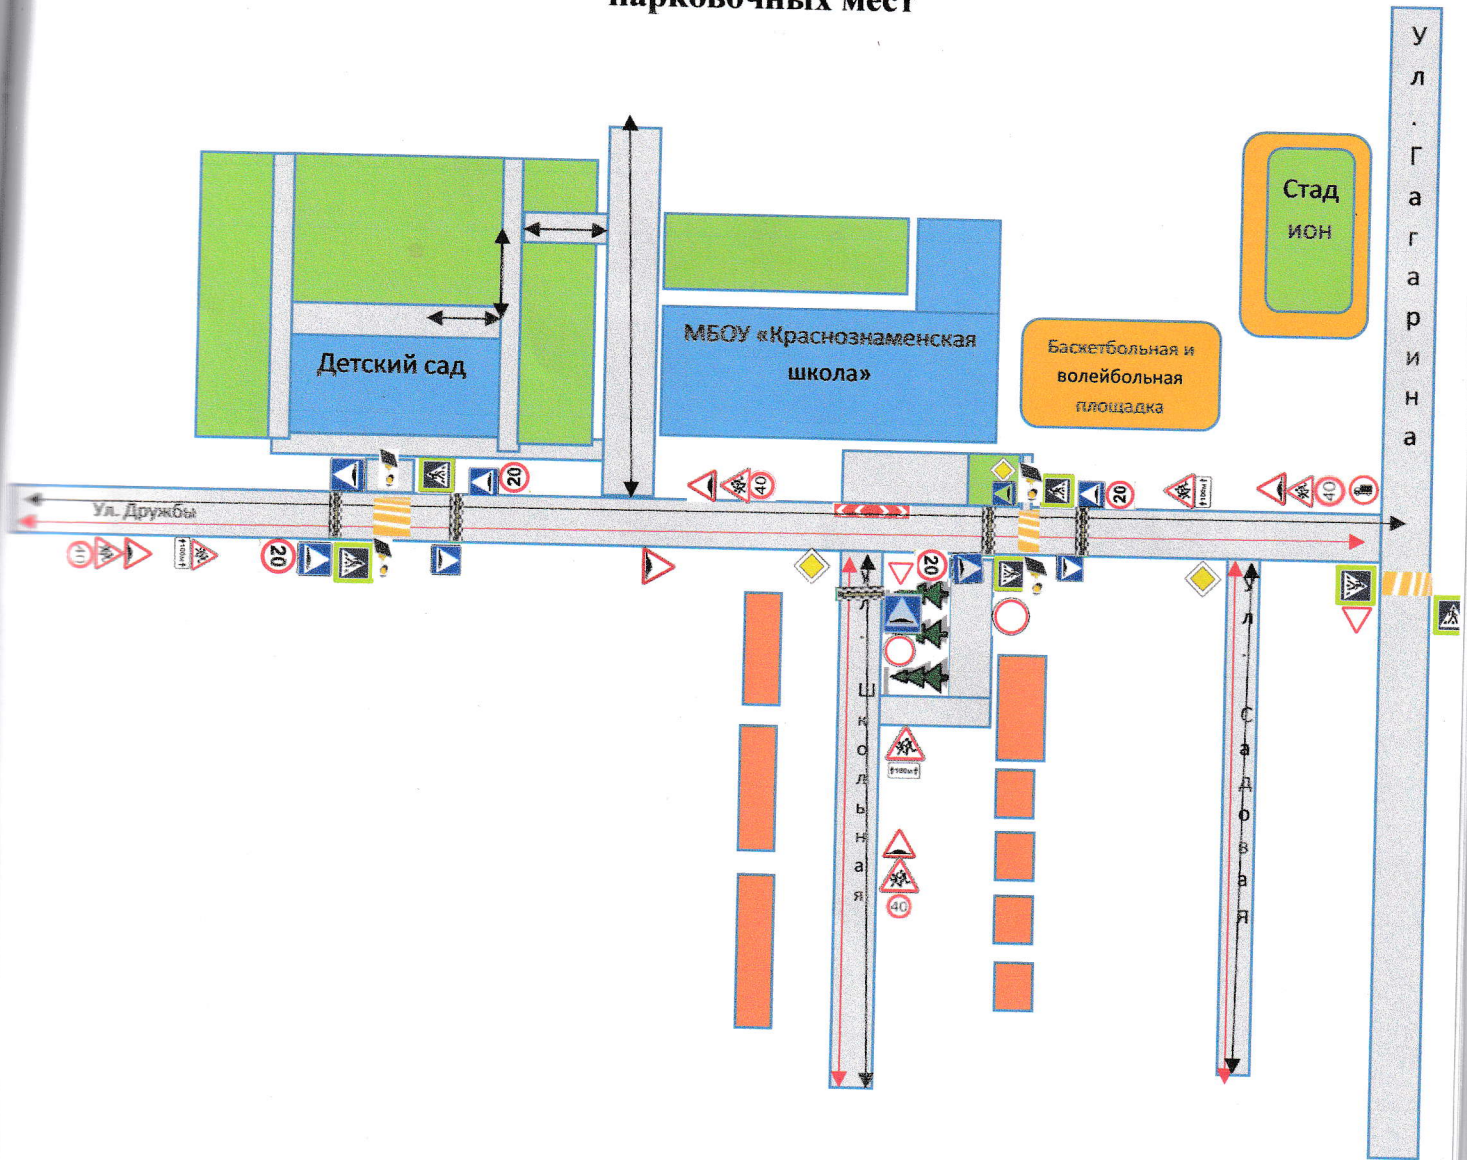 парковочных мест
Ул. Гагарина
Стад
ион
МБОУ «Краснознаменская
школа»
Детский сад
Баскетбольная и
волейбольная
площадка
20
40
20
40
Ул. Дружбы
40
20
20
Ул. Школьная
Ул. Садовая
40